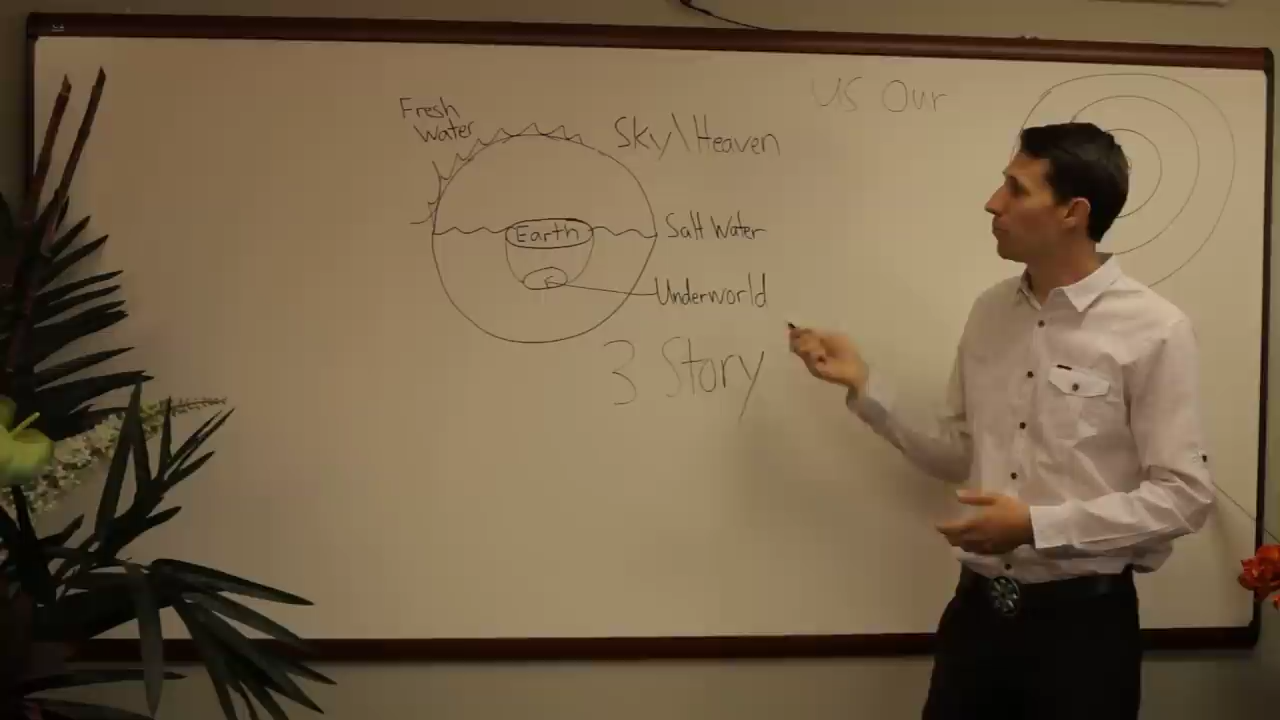 US Our
Fresh
Water
Sky\Heaven
Earth
Salt Water
Underworld
3 Story